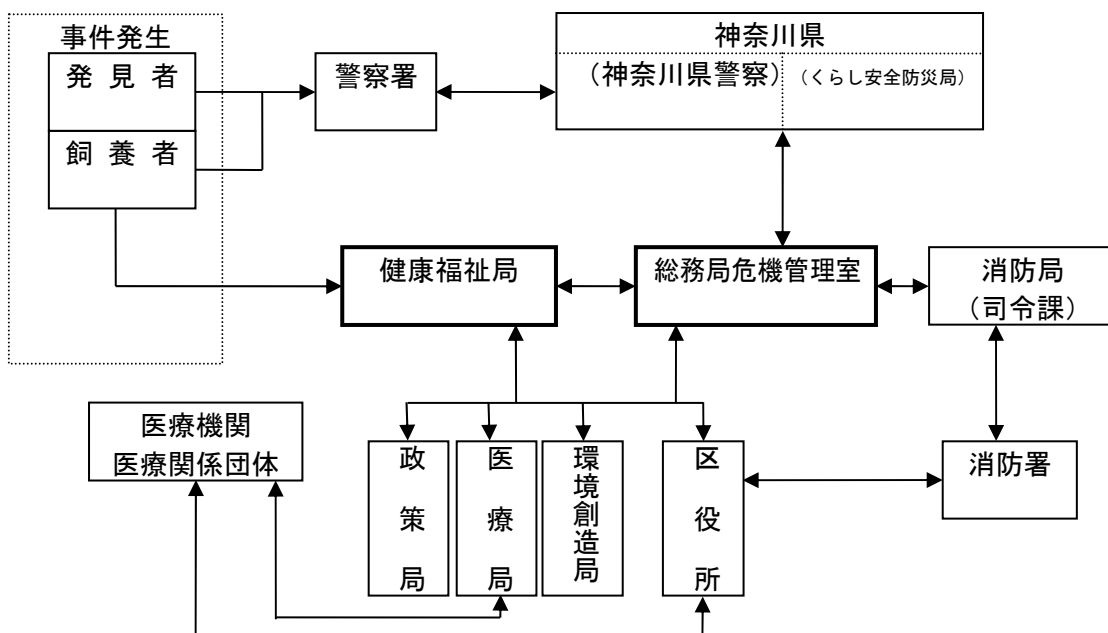 事件発生
発見者
飼養者
警察署
神奈川県
（神奈川県警察）
（くらし安全防災局）
健康福祉局
総務局危機管理室
消防局
（司令課）
医療機関
医療関係団体
政策局
医療局
環境創造局
区役所
消防署